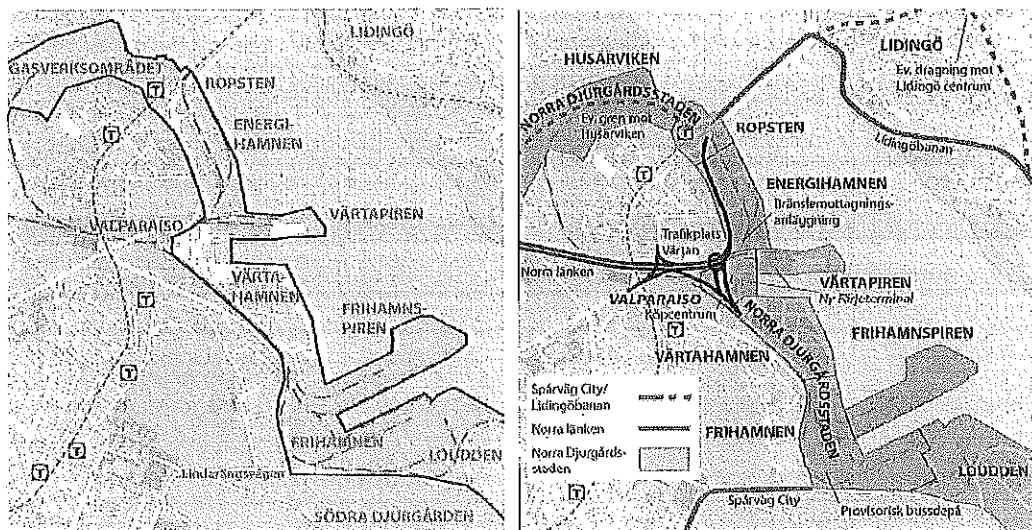 LIDINGÖ
GASVERKSOMRÅDET
ROPSTEN
T
ENERGI-
HAMNEN
T
VALPARAISO
VÄRTAPIREN
VÄRTA-
HAMNEN
T
FRIHAMNS
PIREN
T
FRIHAMNEN
LOUDDEN
T
T
Lindarängsvägen
SÖDRA DJURGÅRDEN
LIDINGÖ
Ev. dragning mot
Lidingö centrum
HUSARVIKEN
NORRA DJURGÅRDSSTADEN
Ev. gren mot
Husarviken
T
ROPSTEN
Lidingöbanan
T
ENERGIHAMNEN
Bränslemottagnings-
anläggning
Trafikplats
Värtan
Norra länken
VÄRTAPIREN
Ny Färjeterminal
VALPARAISO
Köpcentrum
T
NORRA DJURGÅRDSSTADEN
VÄRTAHAMNEN
FRIHAMNSPIREN
Spårväg City/
Lidingöbanan
Norra länken
Norra Djurgårds-
staden
FRIHAMNEN
LOUDDEN
T
Spårväg City
Provisorisk bussdepå